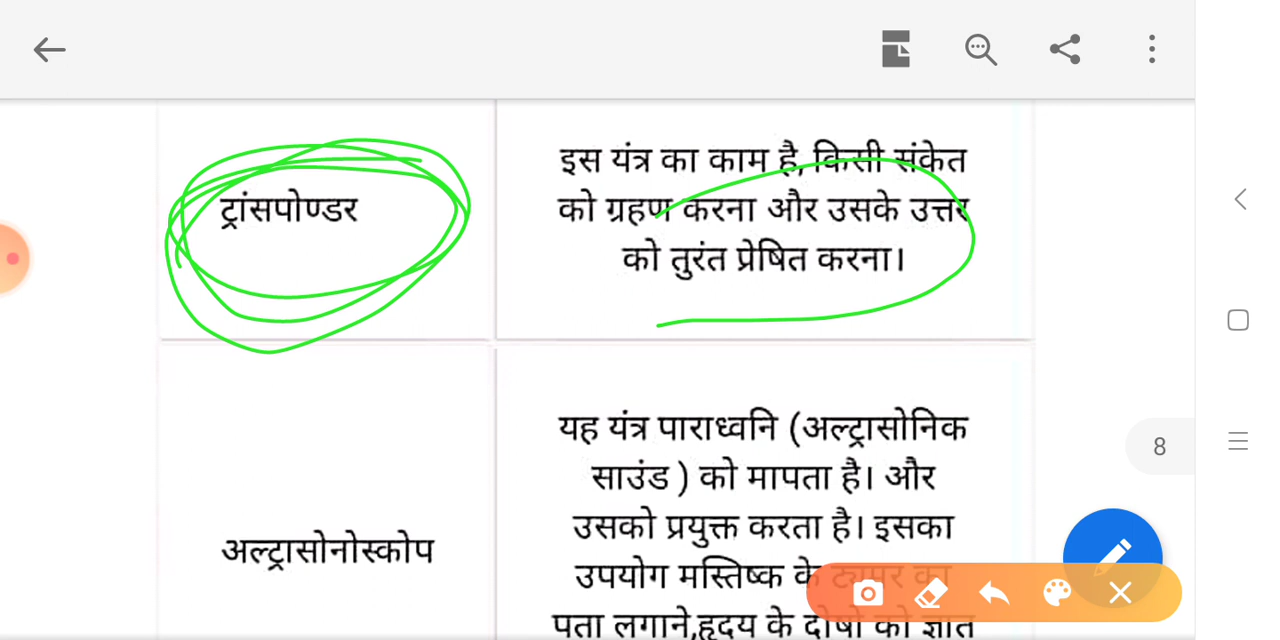 ट्रांसपोण्डर
इस यंत्र का काम है, किसी संकेत
को ग्रहण करना और उसके उत्तर
को तुरंत प्रेषित करना।
अल्ट्रासोनोस्कोप
यह यंत्र पाराध्वनि (अल्ट्रासोनिक
साउंड ) को मापता है। और
उसको प्रयुक्त करता है। इसका
उपयोग मस्तिष्क के ट्यूमर का
पता लगाने,हृदय के दोषों को ज्ञात
8